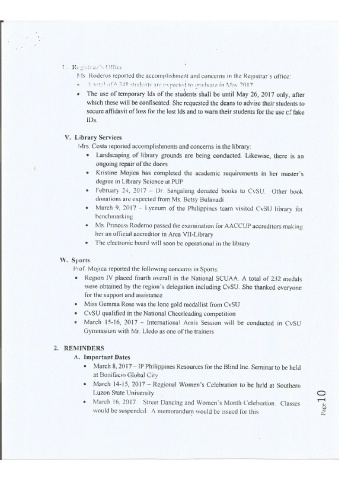 U. Registrar's Office
Ms. Roderos reported the accomplishment and concerns in the Registrar's office:
• A total of 6,348 students are expected to graduate in May 2017
• The use of temporary Ids of the students shall be until May 26, 2017 only, after
which these will be confiscated. She requested the deans to advise their students to
secure affidavit of loss for the lost Ids and to warn their students for the use of fake
IDs
V. Library Services
Mrs. Costa reported accomplishments and concerns in the library:
• Landscaping of library grounds are being conducted. Likewise, there is an
ongoing repair of the doors
• Kristine Mojica has completed the academic requirements in her master's
degree in Library Science at PUP
• February 24, 2017 – Dr. Sangalang donated books to CvSU. Other book
donations are expected from Ms. Betsy
• March 9, 2017 – Lyceum of the Philippines team visited CvSU library for
benchmarking
• Ms. Princess Roderno passed the examination for AACCUP accreditors making
her an official accreditor in Area VII-Library
• The electronic board will soon be operational in the library
W. Sports
Prof. Mojica reported the following concerns in Sports
• Region IV placed fourth overall in the National SCUAA. A total of 232 medals
were obtained by the region's delegation including CvSU. She thanked everyone
for the support and assistance
• Miss Gemma Rose was the lone gold medallist from CvSU
• CvSU qualified in the National Cheerleading competition
• March 15-16, 2017 – International Arnis Session will be conducted in CvSU
Gymnasium with Mr. Lledo as one of the trainers
2. REMINDERS
A. Important Dates
• March 8, 2017 – JP Philippines Resources for the Blind Inc. Seminar to be held
at Bonifacio Global City
• March 14-15, 2017 – Regional Women's Celebration to be held at Southern
Luzon State University
• March 16, 2017 – Street Dancing and Women's Month Celebration. Classes
would be suspended. A memorandum would be issued for this
Page 10